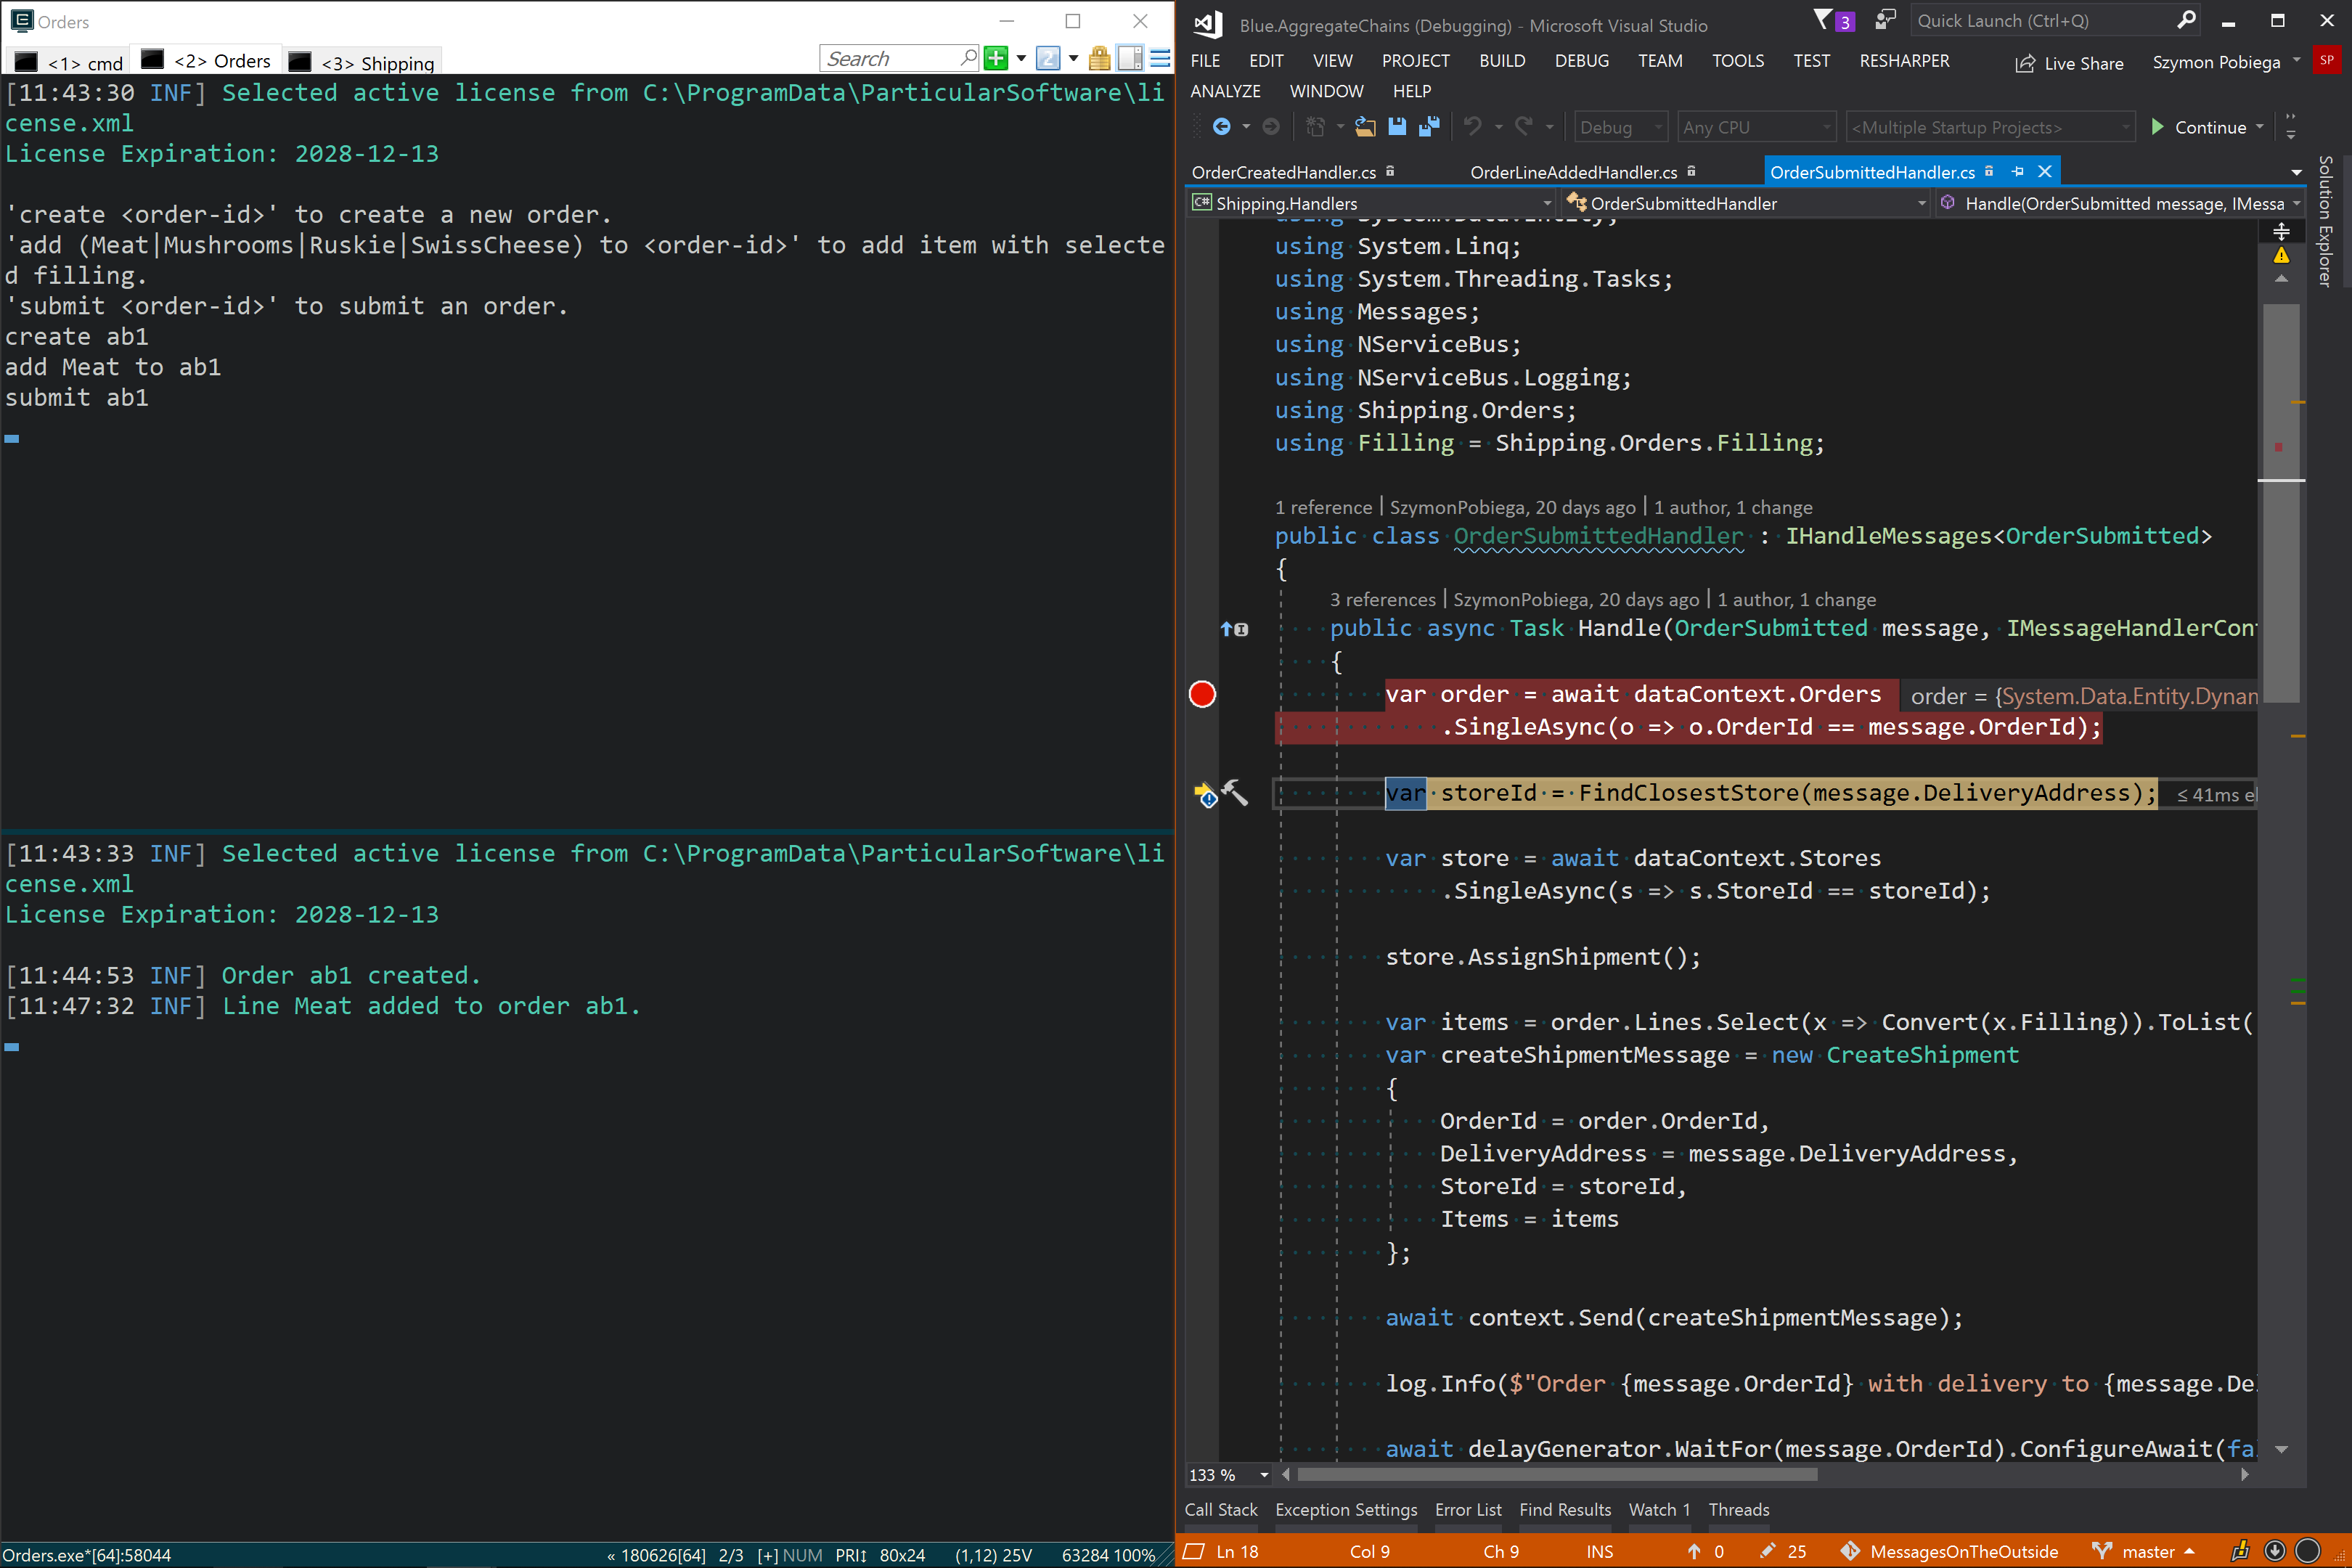 Orders
<1> cmd
<2> Orders
<3> Shipping
Search
2
[11:43:30 INF] Selected active license from C:\ProgramData\ParticularSoftware\li
cense.xml
License Expiration: 2028-12-13
'create <order-id>' to create a new order.
'add (Meat|Mushrooms|Ruskie|SwissCheese) to <order-id>' to add item with selecte
d filling.
'submit <order-id>' to submit an order.
create ab1
add Meat to ab1
submit ab1
[11:43:33 INF] Selected active license from C:\ProgramData\ParticularSoftware\li
cense.xml
License Expiration: 2028-12-13
[11:44:53 INF] Order ab1 created.
[11:47:32 INF] Line Meat added to order ab1.
Orders.exe*[64]:58044
« 180626[64] 2/3 [+] NUM PRI↕ 80x24 (1,12) 25V 63284 100%
Blue.AggregateChains (Debugging) - Microsoft Visual Studio
3
Quick Launch (Ctrl+Q)
FILE EDIT VIEW PROJECT BUILD DEBUG TEAM TOOLS TEST RESHARPER
Live Share
Szymon Pobiega
SP
ANALYZE WINDOW HELP
Debug
Any CPU
<Multiple Startup Projects>
Continue
OrderCreatedHandler.cs
OrderLineAddedHandler.cs
OrderSubmittedHandler.cs
Solution Explorer
C# Shipping.Handlers
OrderSubmittedHandler
Handle(OrderSubmitted message, IMessa
using System.Data.Entity;
using System.Linq;
using System.Threading.Tasks;
using Messages;
using NServiceBus;
using NServiceBus.Logging;
using Shipping.Orders;
using Filling = Shipping.Orders.Filling;
1 reference | SzymonPobiega, 20 days ago | 1 author, 1 change
public class OrderSubmittedHandler : IHandleMessages<OrderSubmitted>
{
3 references | SzymonPobiega, 20 days ago | 1 author, 1 change
public async Task Handle(OrderSubmitted message, IMessageHandlerCon
{
var order = await dataContext.Orders order = {System.Data.Entity.Dynan
.SingleAsync(o => o.OrderId == message.OrderId);
var storeId = FindClosestStore(message.DeliveryAddress); ≤ 41ms el
var store = await dataContext.Stores
.SingleAsync(s => s.StoreId == storeId);
store.AssignShipment();
var items = order.Lines.Select(x => Convert(x.Filling)).ToList(
var createShipmentMessage = new CreateShipment
{
OrderId = order.OrderId,
DeliveryAddress = message.DeliveryAddress,
StoreId = storeId,
Items = items
};
await context.Send(createShipmentMessage);
log.Info($"Order {message.OrderId} with delivery to {message.De
await delayGenerator.WaitFor(message.OrderId).ConfigureAwait(fa
133 %
Call Stack Exception Settings Error List Find Results Watch 1 Threads
Ln 18 Col 9 Ch 9 INS 0 25 MessagesOnTheOutside master